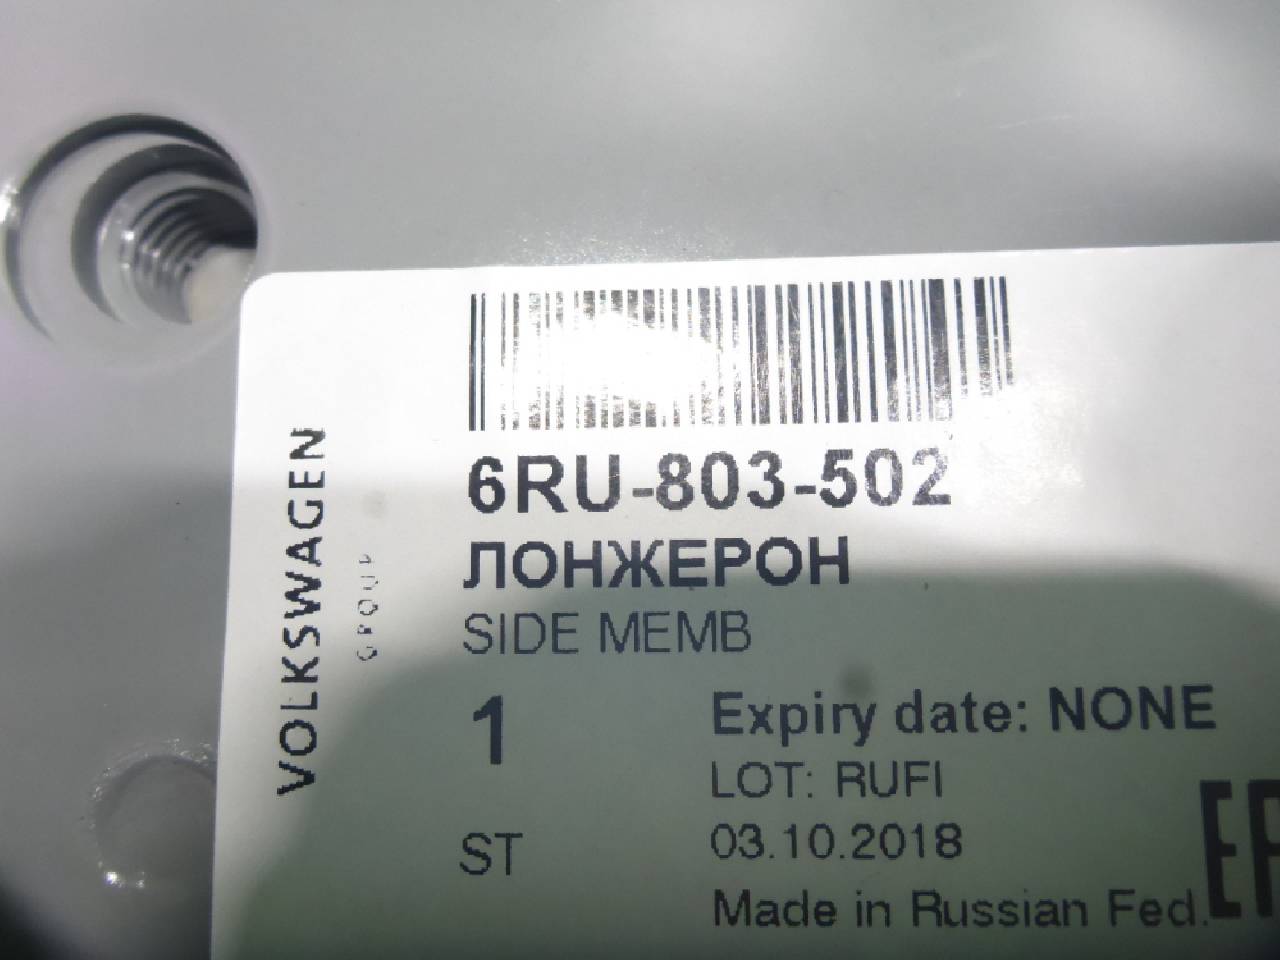 VOLKSWAGEN
GROUP
6RU-803-502
ЛОНЖЕРОН
SIDE MEMB
1
Expiry date: NONE
LOT: RUFI
03.10.2018
ST
Made in Russian Fed.